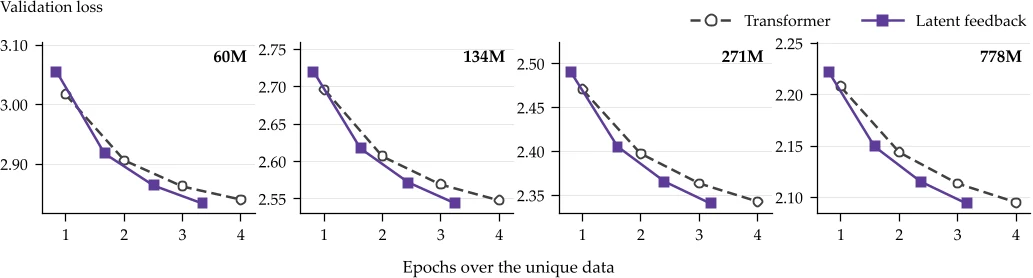 Validation loss
Transformer Latent feedback
60M
3.10
3.00
2.90
1 2 3 4
134M
2.75
2.70
2.65
2.60
2.55
1 2 3 4
271M
2.50
2.45
2.40
2.35
1 2 3 4
778M
2.25
2.20
2.15
2.10
1 2 3 4
Epochs over the unique data